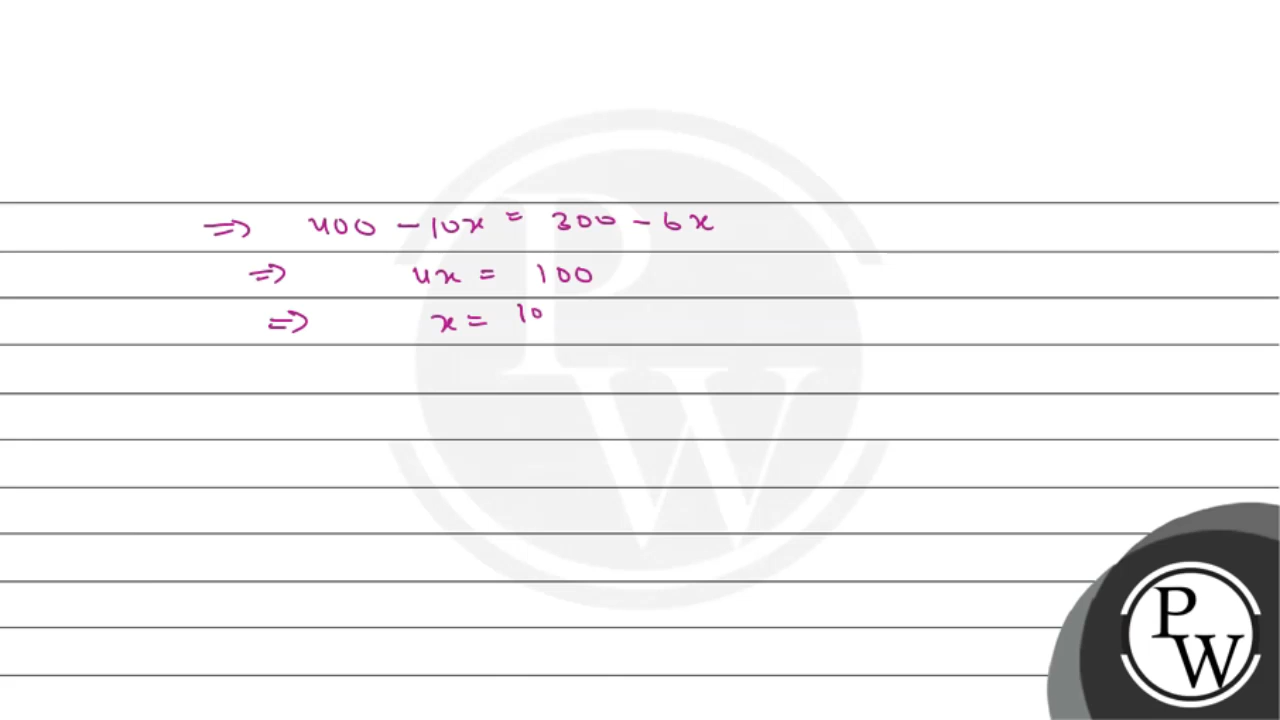 ⇒ 400 - 10x = 300 - 6x
⇒ 4x = 100
⇒ x = 10
P
W
P
W